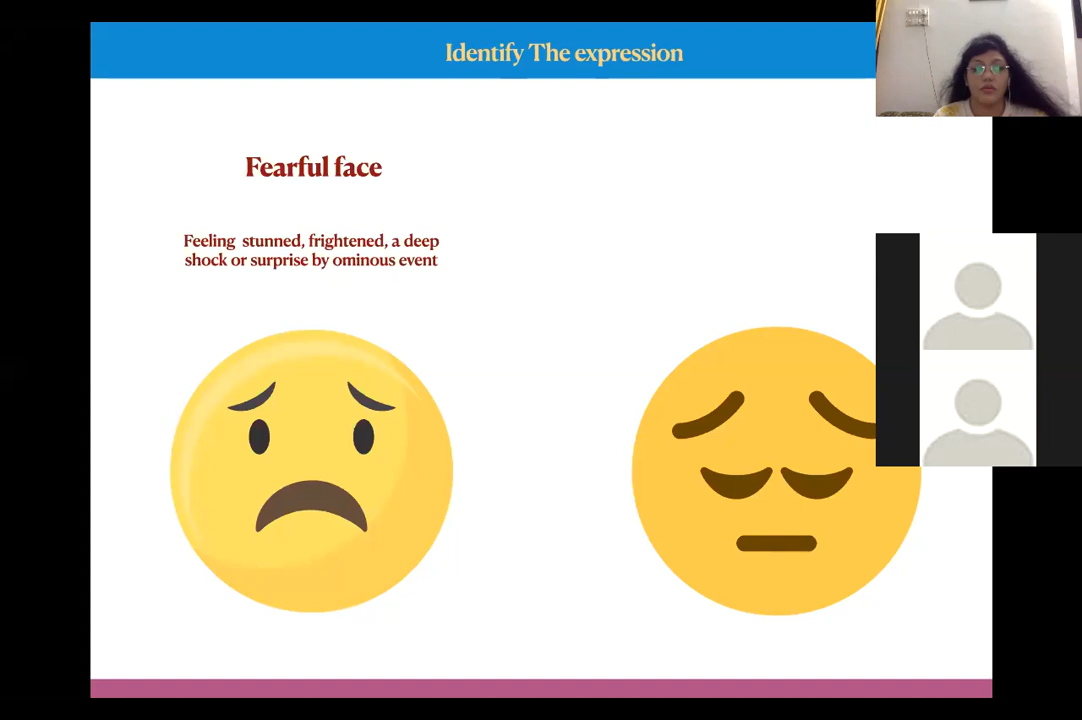 Identify The expression
Fearful face
Feeling stunned, frightened, a deep
shock or surprise by ominous event